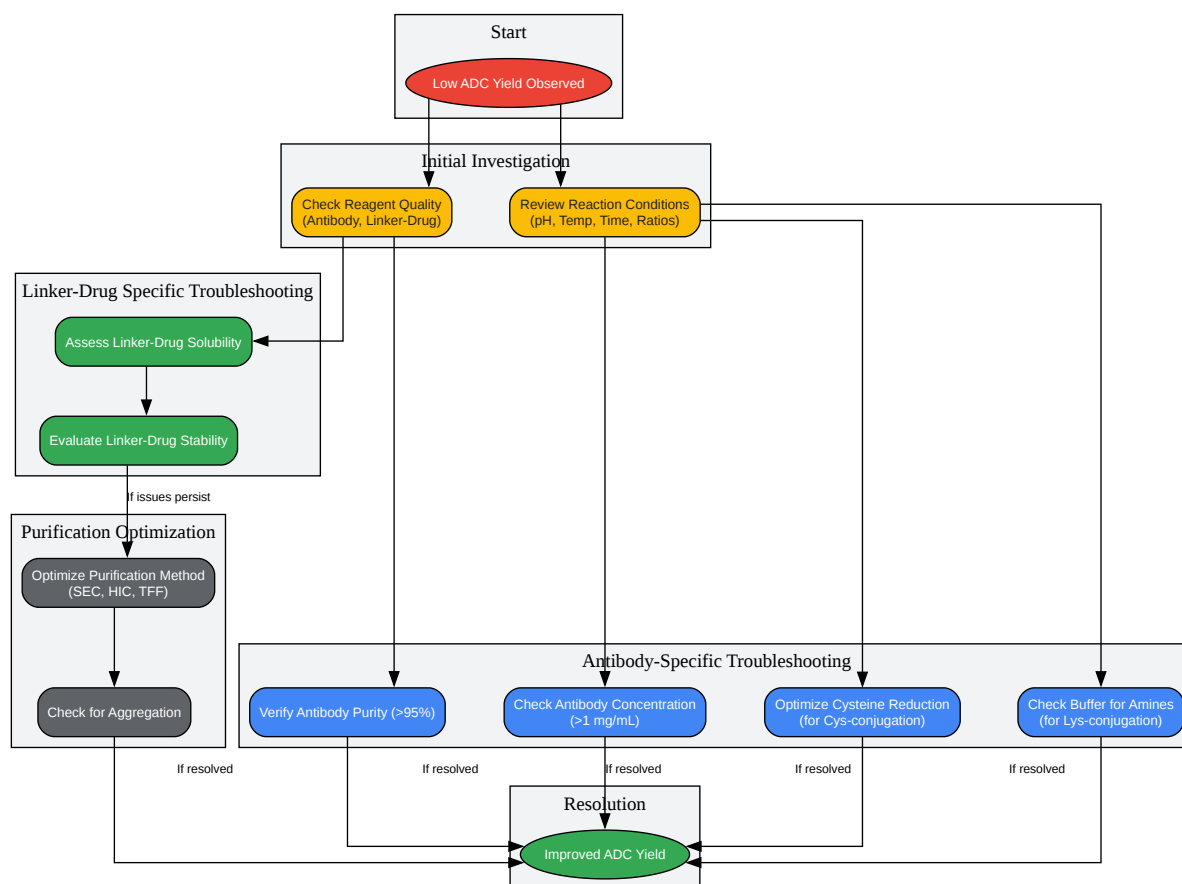 Start
Low ADC Yield Observed
Initial Investigation
Check Reagent Quality
(Antibody, Linker-Drug)
Review Reaction Conditions
(pH, Temp, Time, Ratios)
Linker-Drug Specific Troubleshooting
Assess Linker-Drug Solubility
Evaluate Linker-Drug Stability
If issues persist
Purification Optimization
Optimize Purification Method
(SEC, HIC, TFF)
Check for Aggregation
Antibody-Specific Troubleshooting
Verify Antibody Purity (>95%)
Check Antibody Concentration
(>1 mg/mL)
Optimize Cysteine Reduction
(for Cys-conjugation)
Check Buffer for Amines
(for Lys-conjugation)
If resolved
If resolved
If resolved
If resolved
If resolved
Resolution
Improved ADC Yield